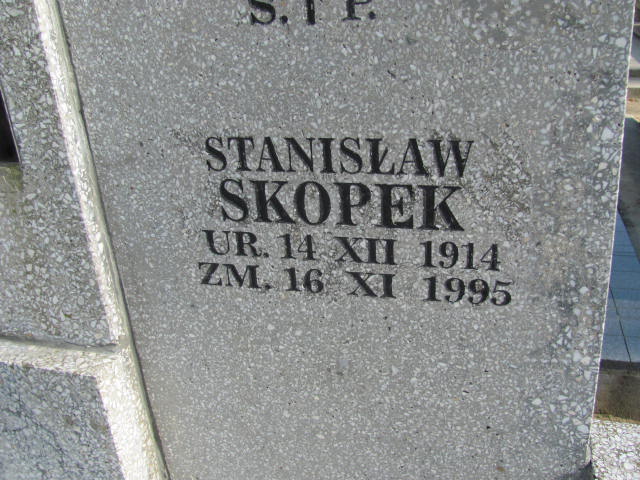 S. † P.
STANISŁAW
SKOPEK
UR. 14 XII 1914
ZM. 16 XI 1995